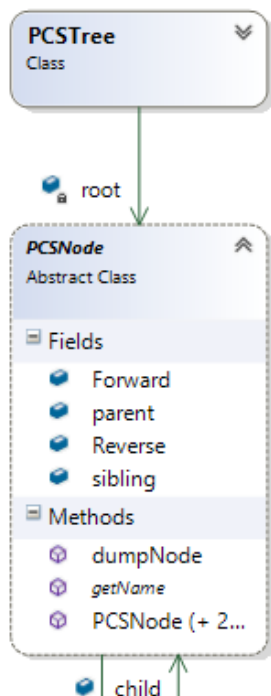 PCSTree
Class
root
PCSNode
Abstract Class
Fields
Forward
parent
Reverse
sibling
Methods
dumpNode
getName
PCSNode (+ 2...
child